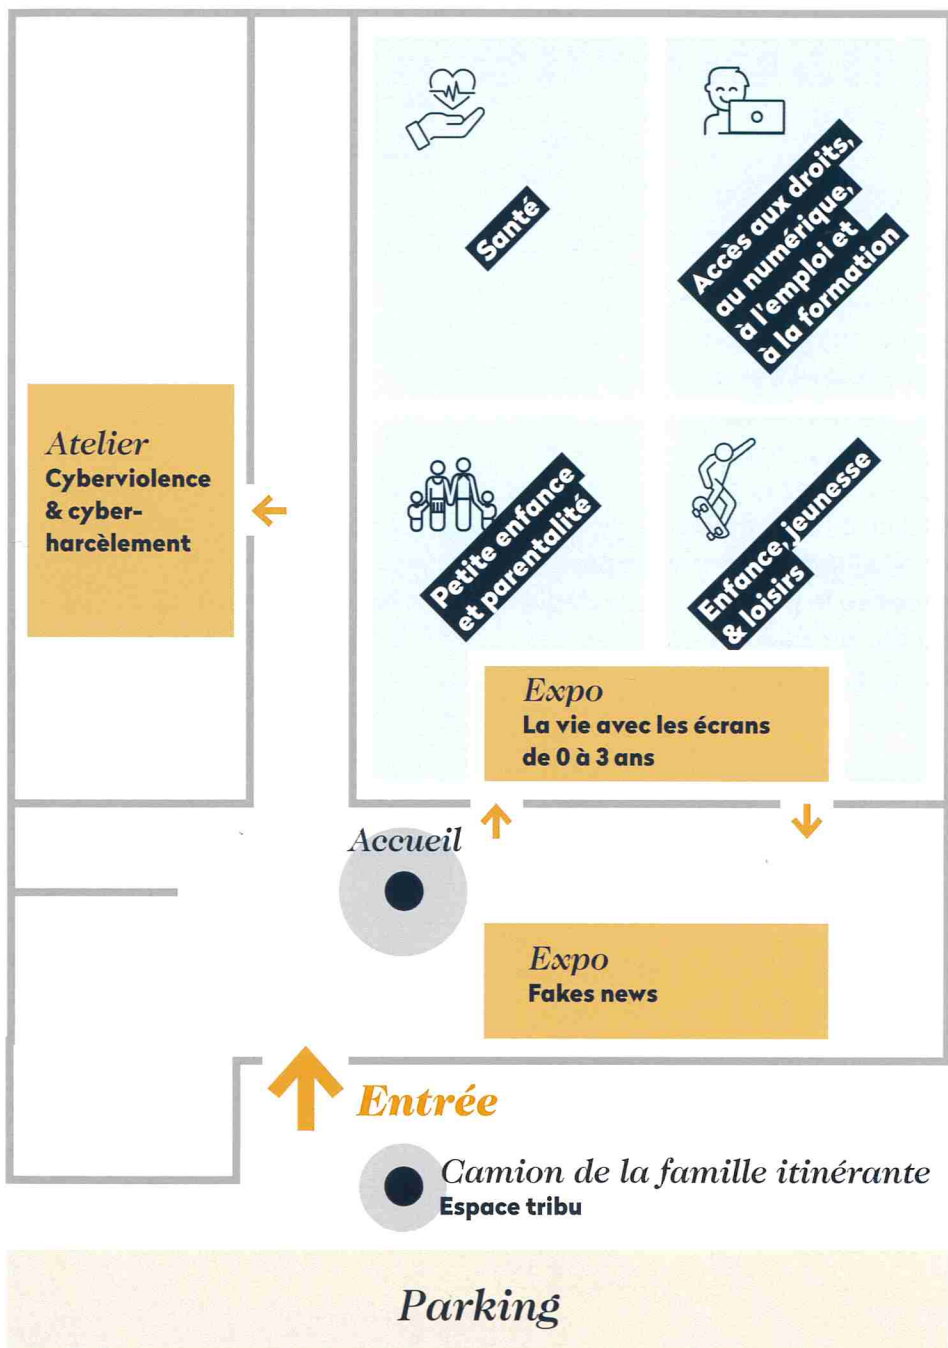 Santé
Accès aux droits,
au numérique,
à l'emploi et
à la formation
Atelier
Cyberviolence
& cyber-
harcèlement
Petite enfance
et parentalité
Enfance, jeunesse
& loisirs
Expo
La vie avec les écrans
de 0 à 3 ans
Accueil
Expo
Fakes news
Entrée
Camion de la famille itinérante
Espace tribu
Parking